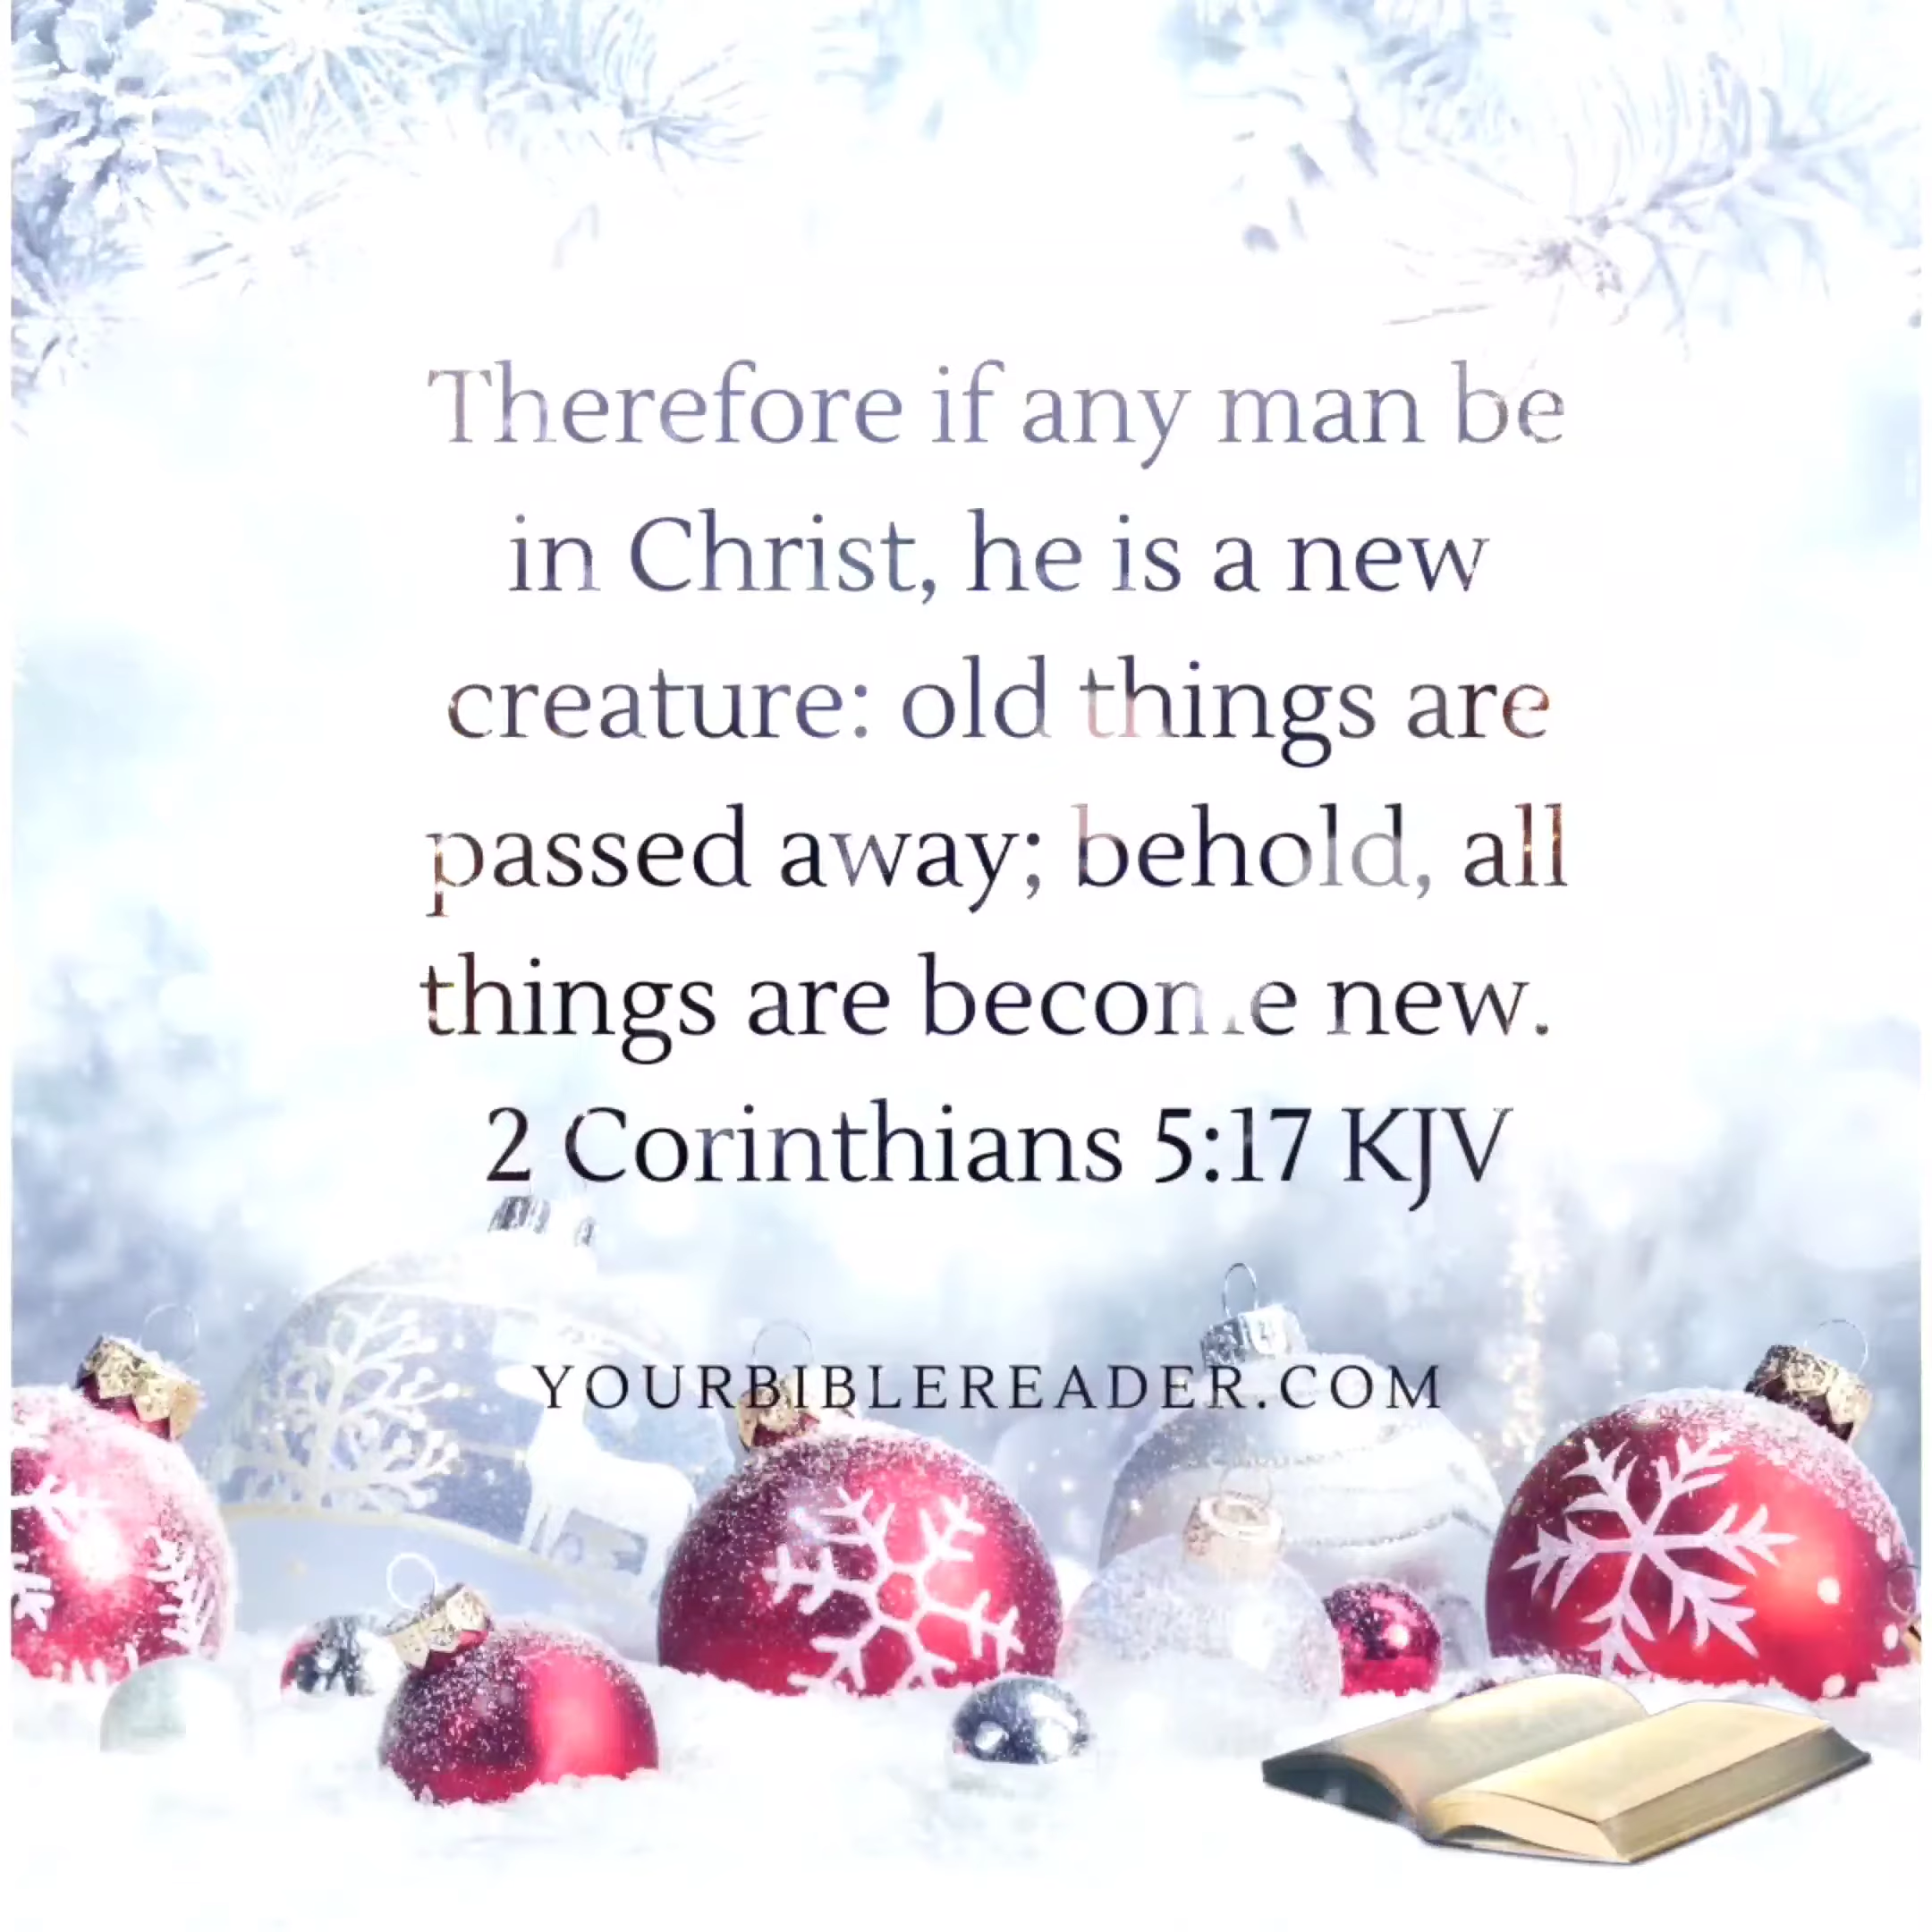 Therefore if any man be
in Christ, he is a new
creature: old things are
passed away; behold, all
things are become new.
2 Corinthians 5:17 KJV
YOURBIBLEREADER.COM